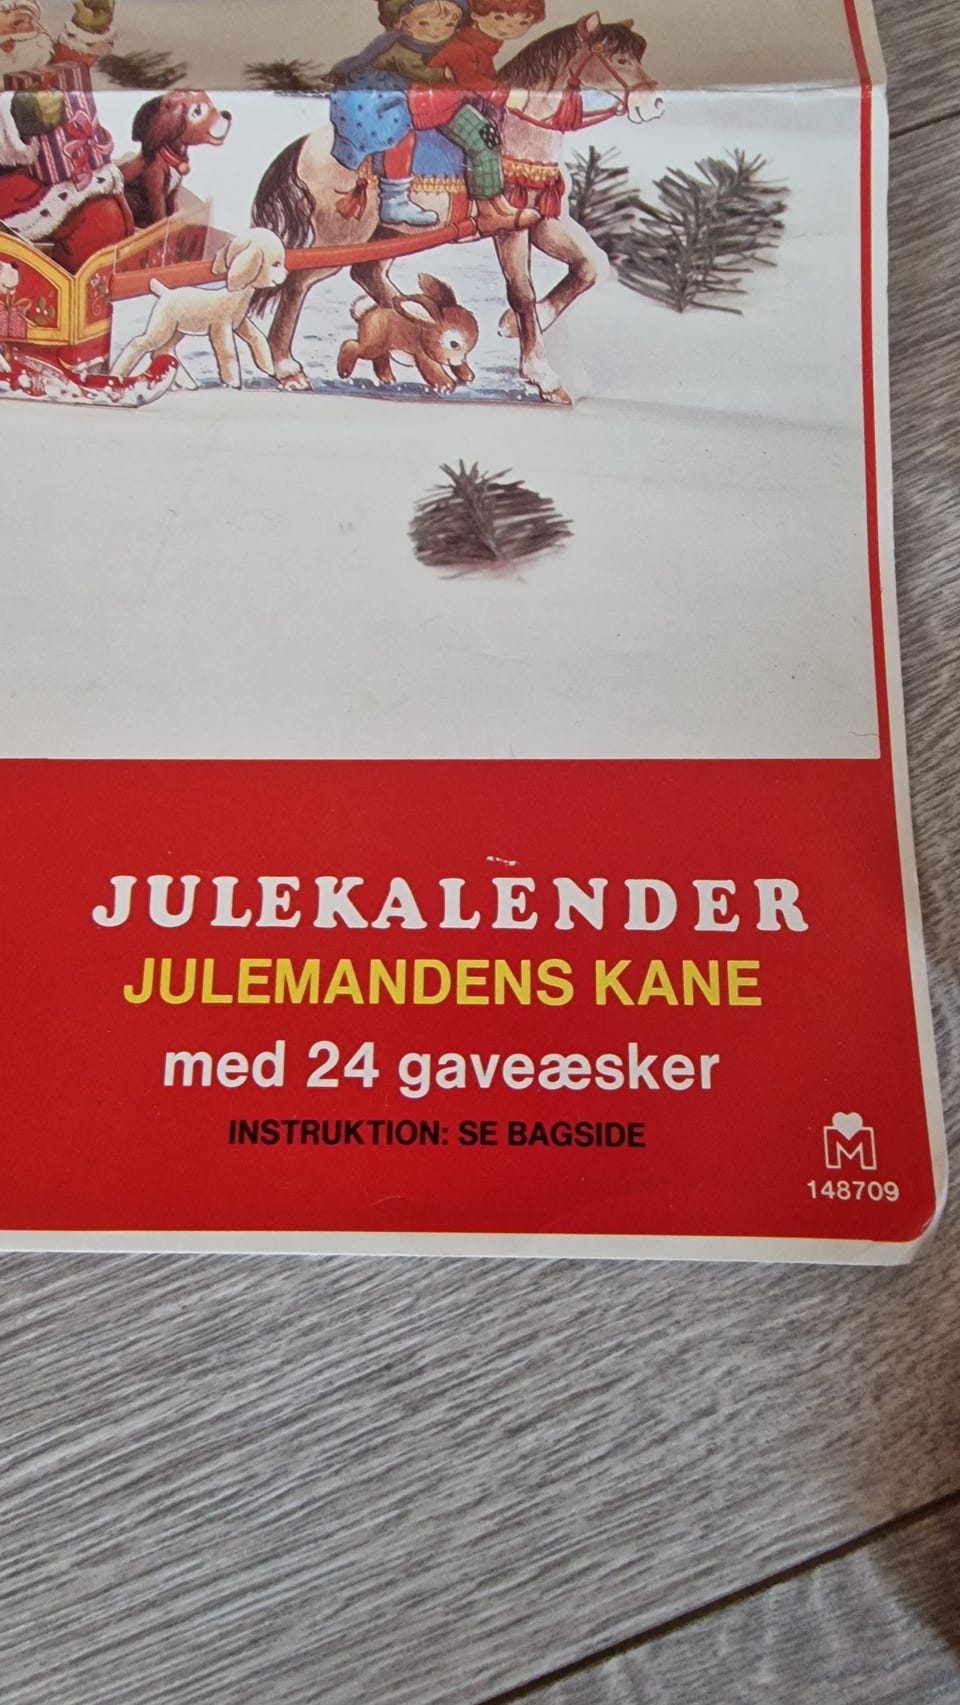 JULEKALENDER
JULEMANDENS KANE
med 24 gaveæsker
INSTRUKTION: SE BAGSIDE
M
148709